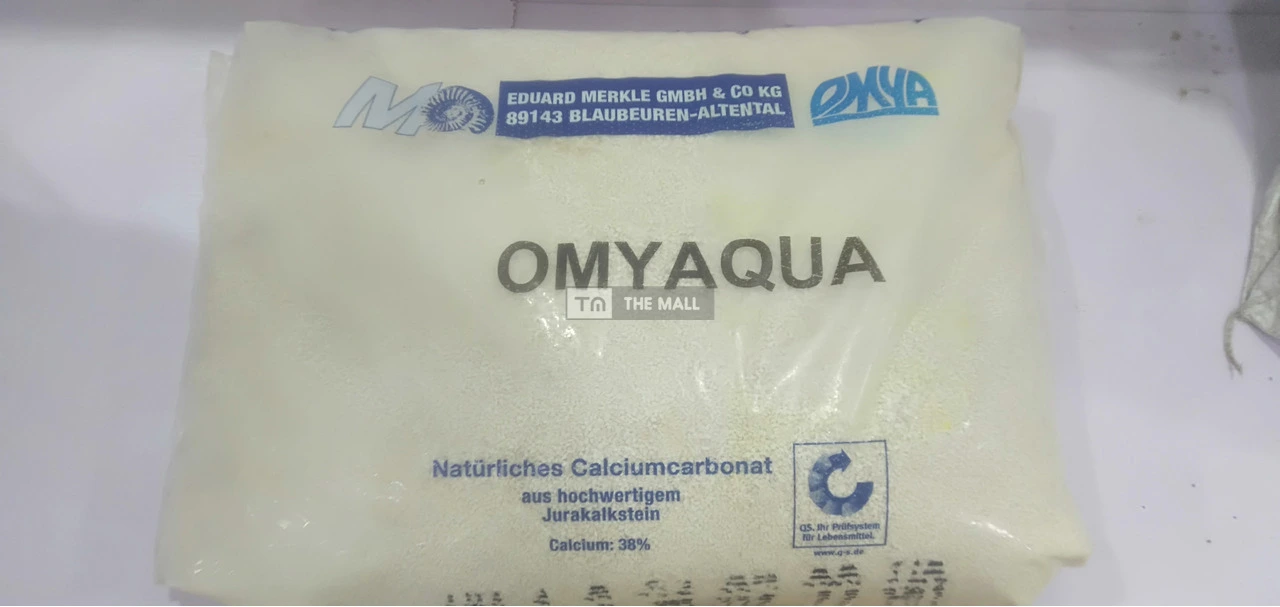 EDUARD MERKLE GMBH & CO KG
89143 BLAUBEUREN-ALTENTAL
OMYA
OMYAQUA
TM THE MALL
Natürliches Calciumcarbonat
aus hochwertigem
Jurakalkstein
Calcium: 38%
QS. Ihr Prüfsystem
für Lebensmittel.
www.q-s.de